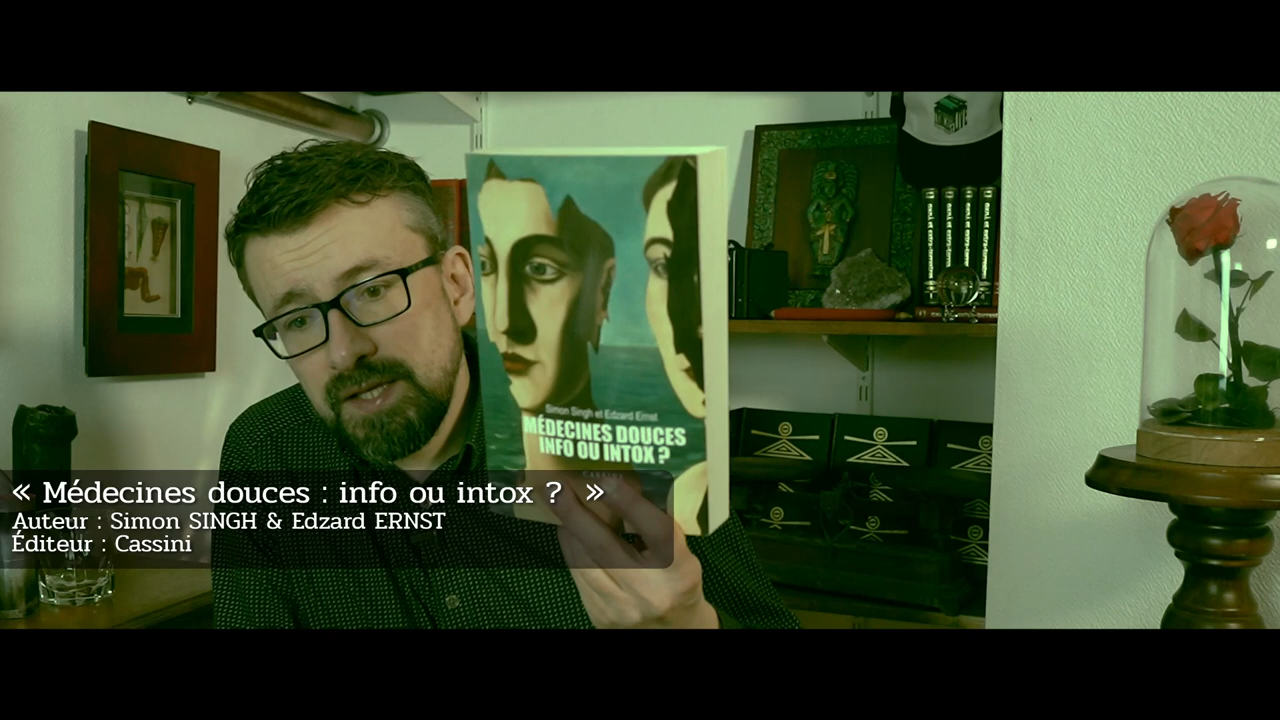 Simon Singh et Edzard Ernst
MÉDECINES DOUCES
INFO OU INTOX ?
CASSINI
« Médecines douces : info ou intox ? »
Auteur : Simon SINGH & Edzard ERNST
Éditeur : Cassini